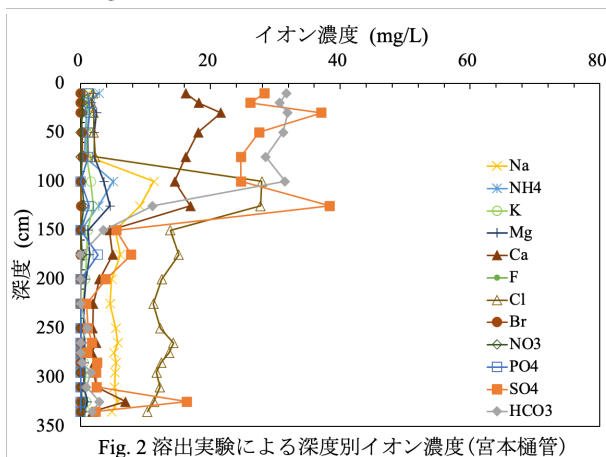 イオン濃度 (mg/L)
0 20 40 60 80
0
50
100
150
200
250
300
350
深度 (cm)
Na
NH4
K
Mg
Ca
F
Cl
Br
NO3
PO4
SO4
HCO3
Fig. 2 溶出実験による深度別イオン濃度(宮本樋管)